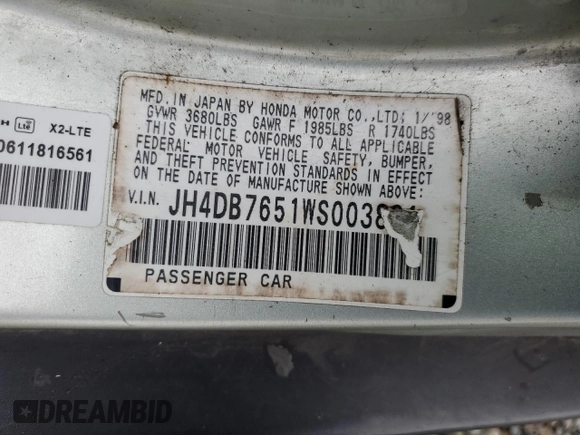 MFD. IN JAPAN BY HONDA MOTOR CO.,LTD; 1/'98
GVWR 3680LBS GAWR F 1985LBS R 1740LBS
THIS VEHICLE CONFORMS TO ALL APPLICABLE
FEDERAL MOTOR VEHICLE SAFETY, BUMPER,
AND THEFT PREVENTION STANDARDS IN EFFECT
ON THE DATE OF MANUFACTURE SHOWN ABOVE:
V.I.N.
PASSENGER CAR
X2-LTE
Lte
DREAMBID